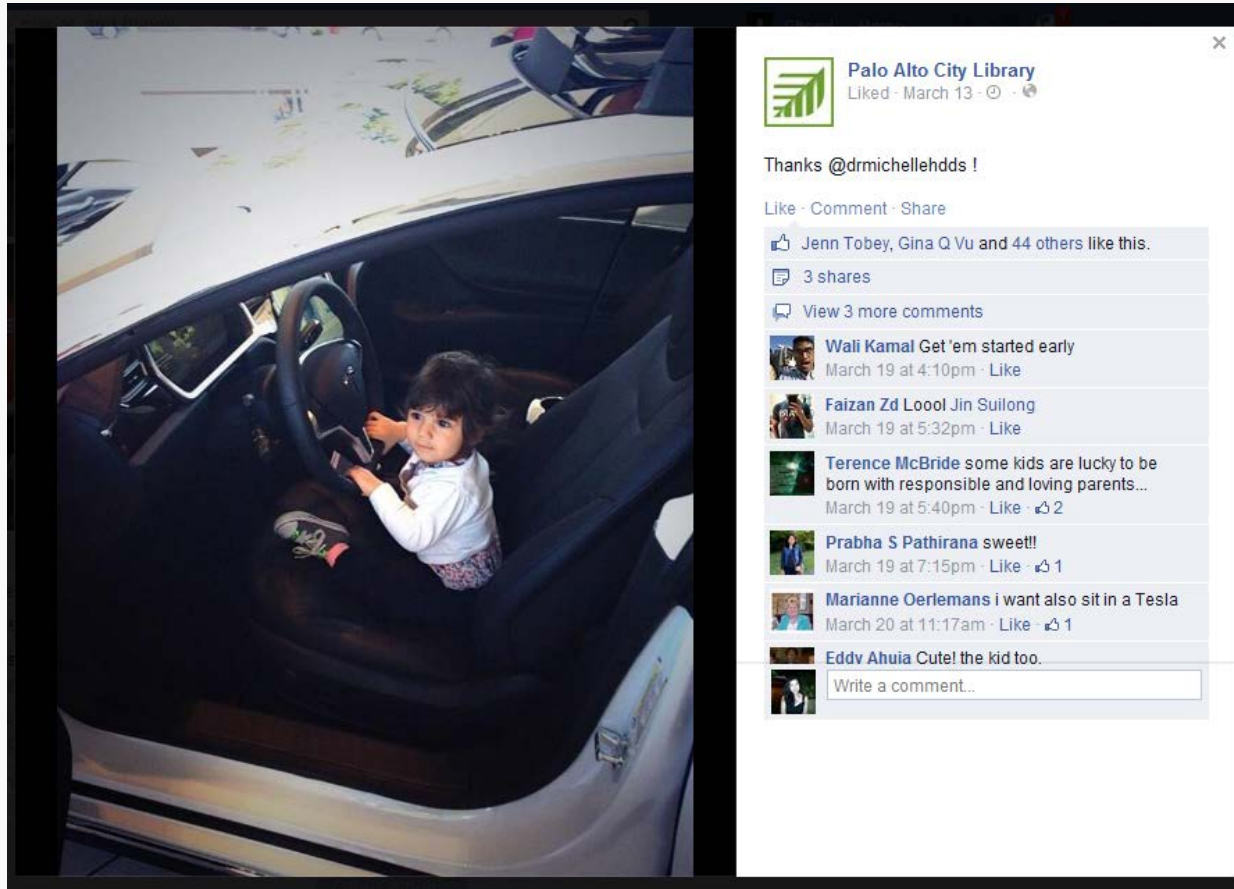 Palo Alto City Library
Liked · March 13 ·
Thanks @drmichellehdds !
Like · Comment · Share
Jenn Tobey, Gina Q Vu and 44 others like this.
3 shares
View 3 more comments
Wali Kamal Get 'em started early
March 19 at 4:10pm · Like
Faizan Zd Loool Jin Suilong
March 19 at 5:32pm · Like
Terence McBride some kids are lucky to be
born with responsible and loving parents...
March 19 at 5:40pm · Like · 2
Prabha S Pathirana sweet!!
March 19 at 7:15pm · Like · 1
Marianne Oerlemans i want also sit in a Tesla
March 20 at 11:17am · Like · 1
Eddy Ahuja Cute! the kid too.
Write a comment...